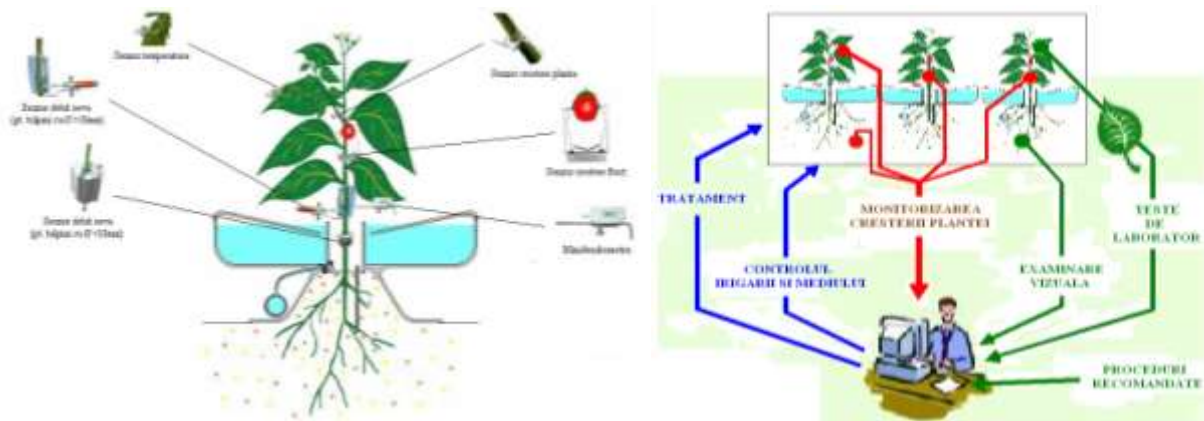 Senzor temperatura
Senzor crestere planta
Senzor debit seva
Senzor crestere fruct
Senzor debit seva
TRATAMENT
MONITORIZAREA
CRESTERII PLANTEI
TESTE
DE
LABORATOR
CONTROLUL
IRIGARII SI MEDIULUI
EXAMINARE
VIZUALA
PROCEDURI
RECOMANDATE